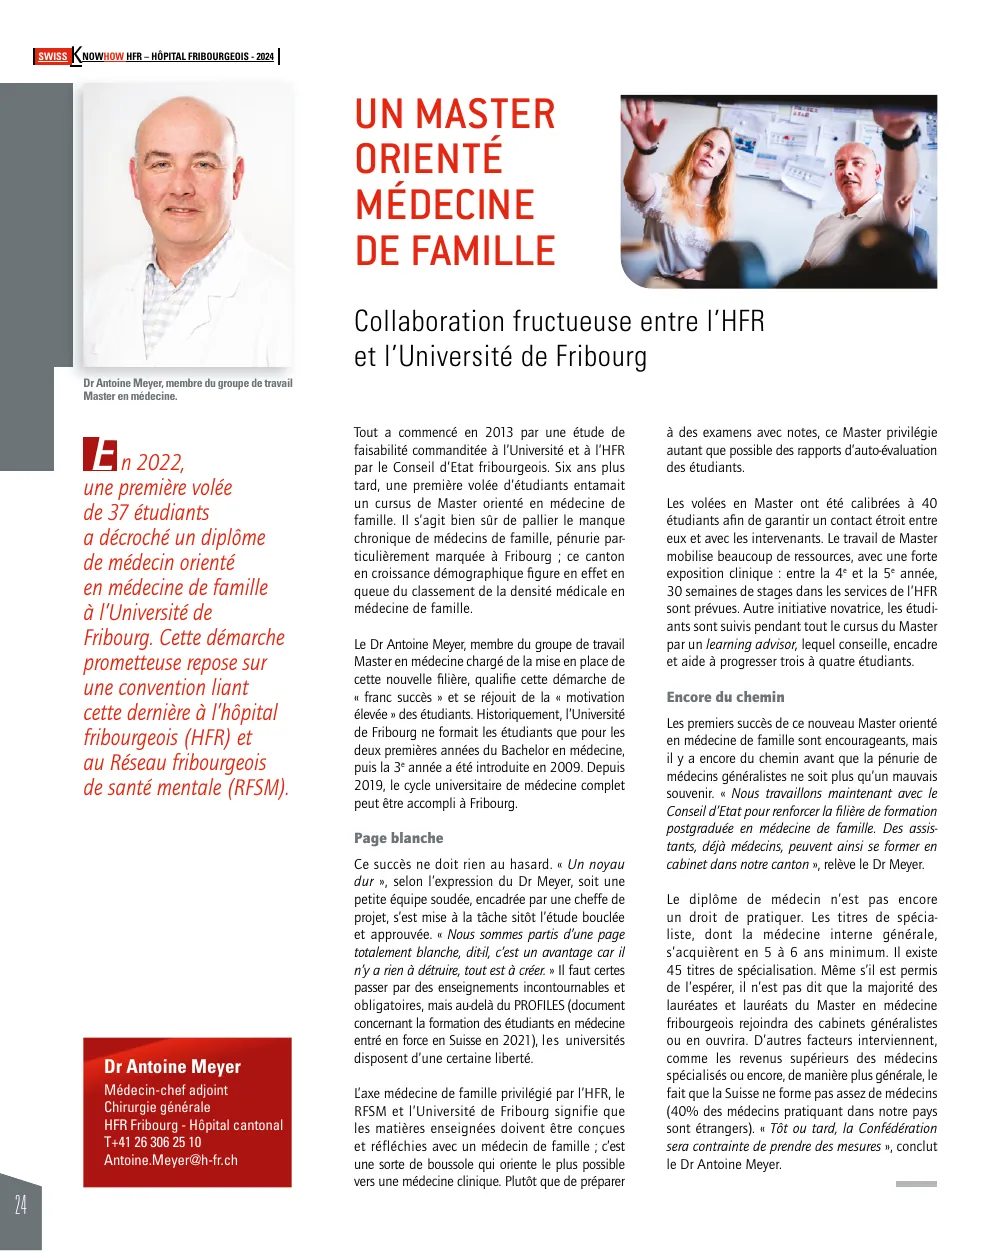 SWISS KNOWHOW HFR – HÔPITAL FRIBOURGEOIS - 2024
UN MASTER
ORIENTÉ
MÉDECINE
DE FAMILLE
Collaboration fructueuse entre l’HFR
et l’Université de Fribourg
Dr Antoine Meyer, membre du groupe de travail
Master en médecine.
En 2022,
une première volée
de 37 étudiants
a décroché un diplôme
de médecin orienté
en médecine de famille
à l’Université de
Fribourg. Cette démarche
prometteuse repose sur
une convention liant
cette dernière à l’hôpital
fribourgeois (HFR) et
au Réseau fribourgeois
de santé mentale (RFSM).
Dr Antoine Meyer
Médecin-chef adjoint
Chirurgie générale
HFR Fribourg - Hôpital cantonal
T+41 26 306 25 10
Antoine.Meyer@h-fr.ch
Tout a commencé en 2013 par une étude de
faisabilité commanditée à l’Université et à l’HFR
par le Conseil d’Etat fribourgeois. Six ans plus
tard, une première volée d’étudiants entamait
un cursus de Master orienté en médecine de
famille. Il s’agit bien sûr de pallier le manque
chronique de médecins de famille, pénurie par-
ticulièrement marquée à Fribourg ; ce canton
en croissance démographique figure en effet en
queue du classement de la densité médicale en
médecine de famille.
Le Dr Antoine Meyer, membre du groupe de travail
Master en médecine chargé de la mise en place de
cette nouvelle filière, qualifie cette démarche de
« franc succès » et se réjouit de la « motivation
élevée » des étudiants. Historiquement, l’Université
de Fribourg ne formait les étudiants que pour les
deux premières années du Bachelor en médecine,
puis la 3e année a été introduite en 2009. Depuis
2019, le cycle universitaire de médecine complet
peut être accompli à Fribourg.
Page blanche
Ce succès ne doit rien au hasard. « Un noyau
dur », selon l’expression du Dr Meyer, soit une
petite équipe soudée, encadrée par une cheffe de
projet, s’est mise à la tâche sitôt l’étude bouclée
et approuvée. « Nous sommes partis d’une page
totalement blanche, dit-il, c’est un avantage car il
n’y a rien à détruire, tout est à créer. » Il faut certes
passer par des enseignements incontournables et
obligatoires, mais au-delà du PROFILES (document
concernant la formation des étudiants en médecine
entré en force en Suisse en 2021), les universités
disposent d’une certaine liberté.
L’axe médecine de famille privilégié par l’HFR, le
RFSM et l’Université de Fribourg signifie que
les matières enseignées doivent être conçues
et réfléchies avec un médecin de famille ; c’est
une sorte de boussole qui oriente le plus possible
vers une médecine clinique. Plutôt que de préparer
à des examens avec notes, ce Master privilégie
autant que possible des rapports d’auto-évaluation
des étudiants.
Les volées en Master ont été calibrées à 40
étudiants afin de garantir un contact étroit entre
eux et avec les intervenants. Le travail de Master
mobilise beaucoup de ressources, avec une forte
exposition clinique : entre la 4e et la 5e année,
30 semaines de stages dans les services de l’HFR
sont prévues. Autre initiative novatrice, les étudi-
ants sont suivis pendant tout le cursus du Master
par un learning advisor, lequel conseille, encadre
et aide à progresser trois à quatre étudiants.
Encore du chemin
Les premiers succès de ce nouveau Master orienté
en médecine de famille sont encourageants, mais
il y a encore du chemin avant que la pénurie de
médecins généralistes ne soit plus qu’un mauvais
souvenir. « Nous travaillons maintenant avec le
Conseil d’Etat pour renforcer la filière de formation
postgraduée en médecine de famille. Des assis-
tants, déjà médecins, peuvent ainsi se former en
cabinet dans notre canton », relève le Dr Meyer.
Le diplôme de médecin n’est pas encore
un droit de pratiquer. Les titres de spécia-
liste, dont la médecine interne générale,
s’acquièrent en 5 à 6 ans minimum. Il existe
45 titres de spécialisation. Même s’il est permis
de l’espérer, il n’est pas dit que la majorité des
lauréates et lauréats du Master en médecine
fribourgeois rejoindra des cabinets généralistes
ou en ouvrira. D’autres facteurs interviennent,
comme les revenus supérieurs des médecins
spécialisés ou encore, de manière plus générale, le
fait que la Suisse ne forme pas assez de médecins
(40% des médecins pratiquant dans notre pays
sont étrangers). « Tôt ou tard, la Confédération
sera contrainte de prendre des mesures », conclut
le Dr Antoine Meyer.
24